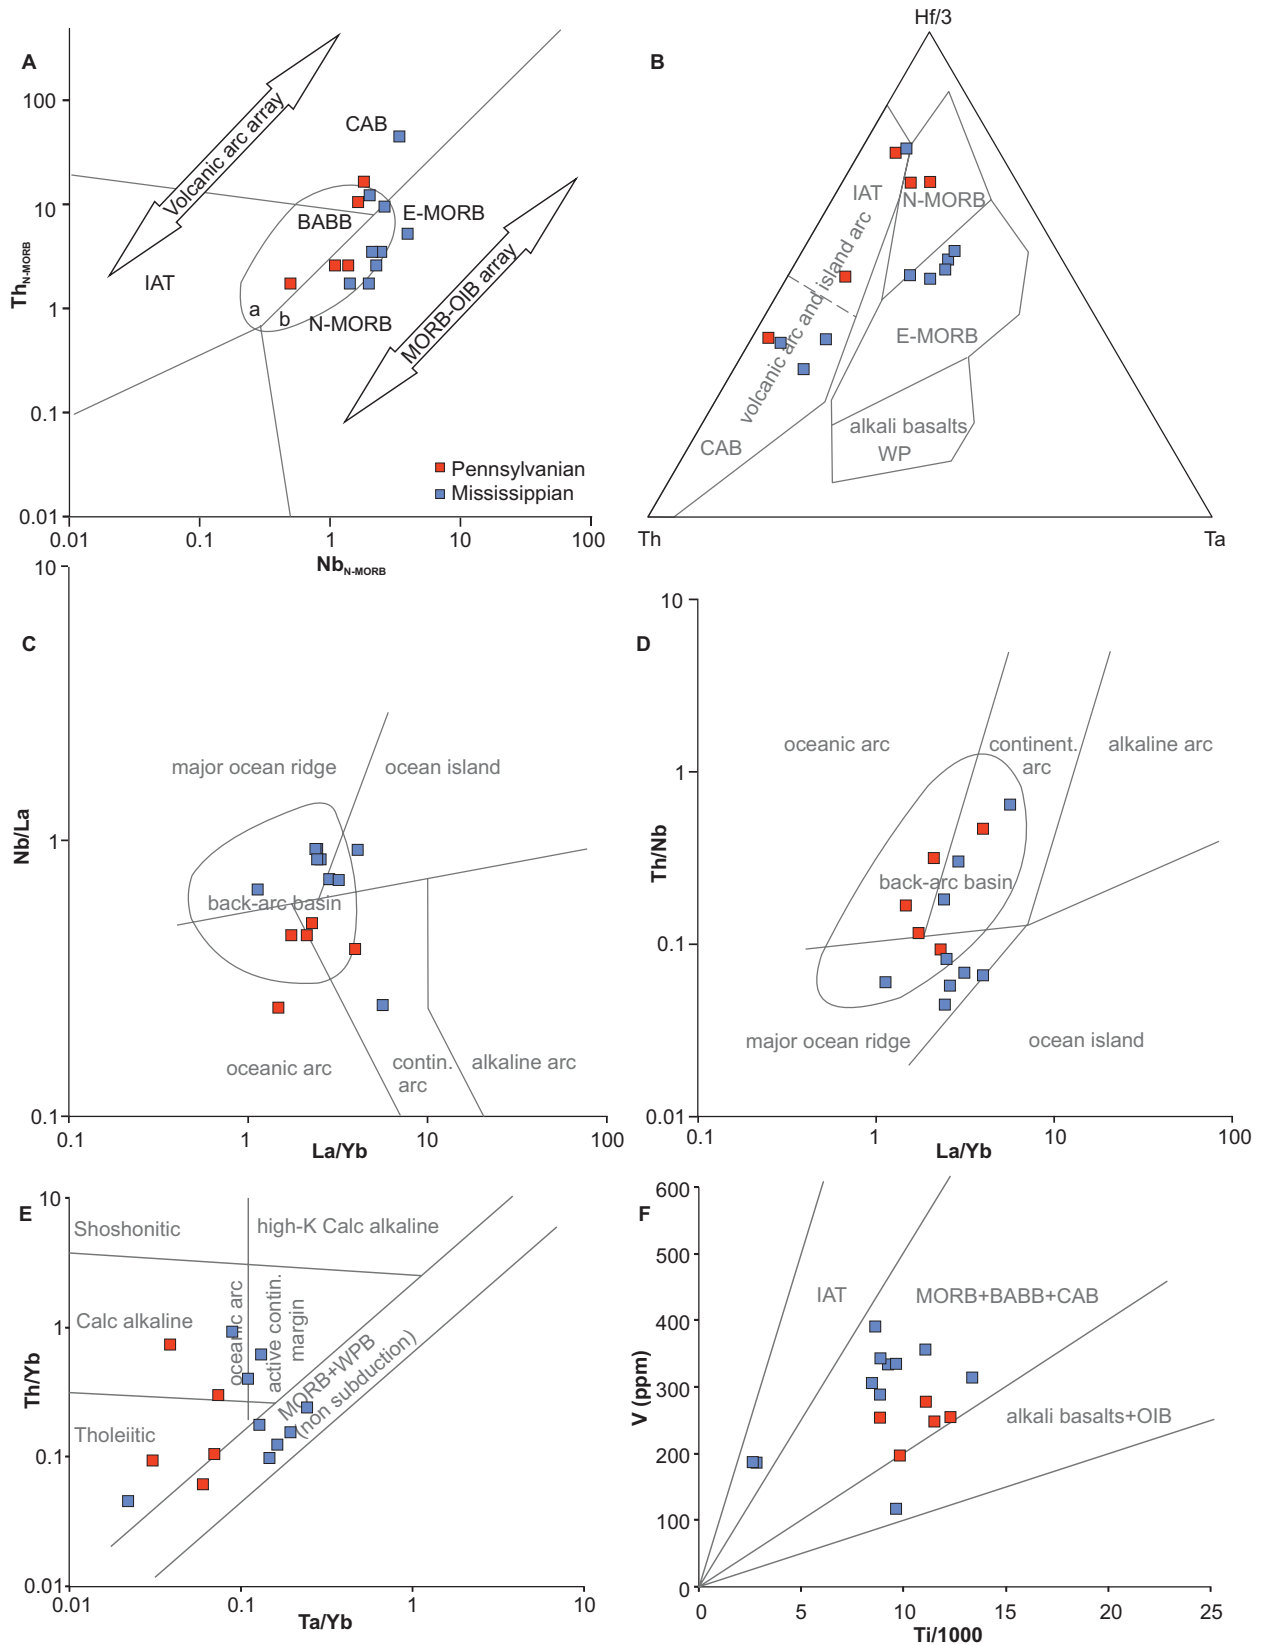 A
100
10
1
0.1
0.01
0.01
0.1
1
10
100
Th N-MORB
Nb N-MORB
Volcanic arc array
MORB-OIB array
CAB
BABB
E-MORB
IAT
a
b
N-MORB
Pennsylvanian
Mississippian
B
Hf/3
IAT
N-MORB
volcanic arc and island arc
E-MORB
CAB
alkali basalts
WP
Th
Ta
C
10
1
0.1
0.1
1
10
100
Nb/La
La/Yb
major ocean ridge
ocean island
back-arc basin
oceanic arc
contin.
arc
alkaline arc
D
10
1
0.1
0.01
0.1
1
10
100
Th/Nb
La/Yb
oceanic arc
continent.
arc
alkaline arc
back-arc basin
major ocean ridge
ocean island
E
10
1
0.1
0.01
0.01
0.1
1
10
Th/Yb
Ta/Yb
Shoshonitic
high-K Calc alkaline
Calc alkaline
oceanic arc
active contin.
margin
MORB+WPB
(non subduction)
Tholeiitic
F
600
500
400
300
200
100
0
0
5
10
15
20
25
V (ppm)
Ti/1000
IAT
MORB+BABB+CAB
alkali basalts+OIB